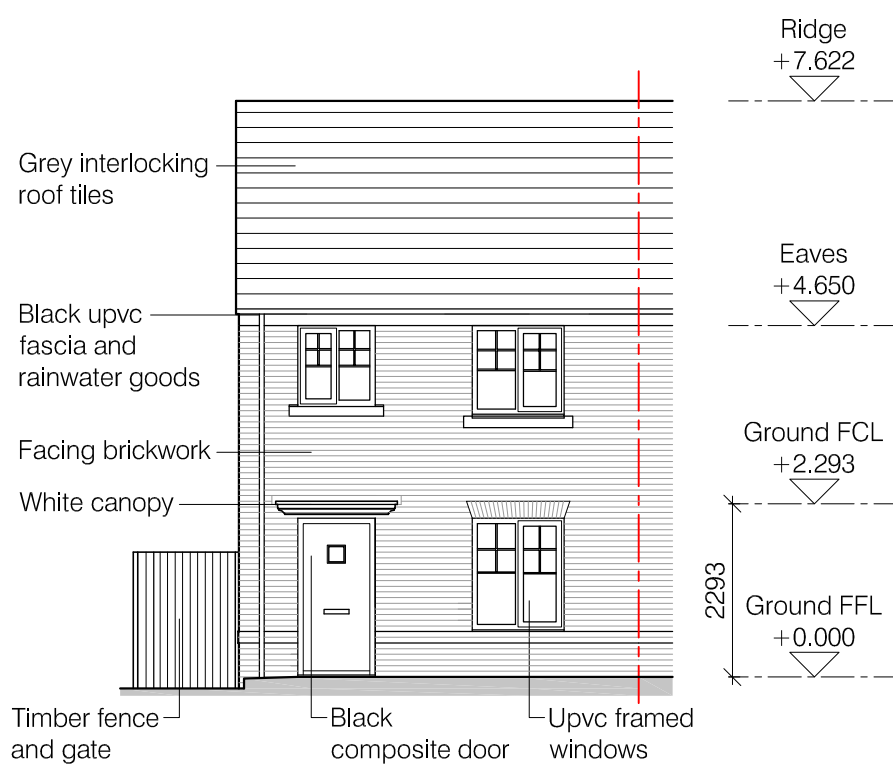 Ridge
+7.622
Grey interlocking
roof tiles
Eaves
+4.650
Black upvc
fascia and
rainwater goods
Facing brickwork
Ground FCL
+2.293
White canopy
2293
Ground FFL
+0.000
Timber fence
and gate
Black
composite door
Upvc framed
windows